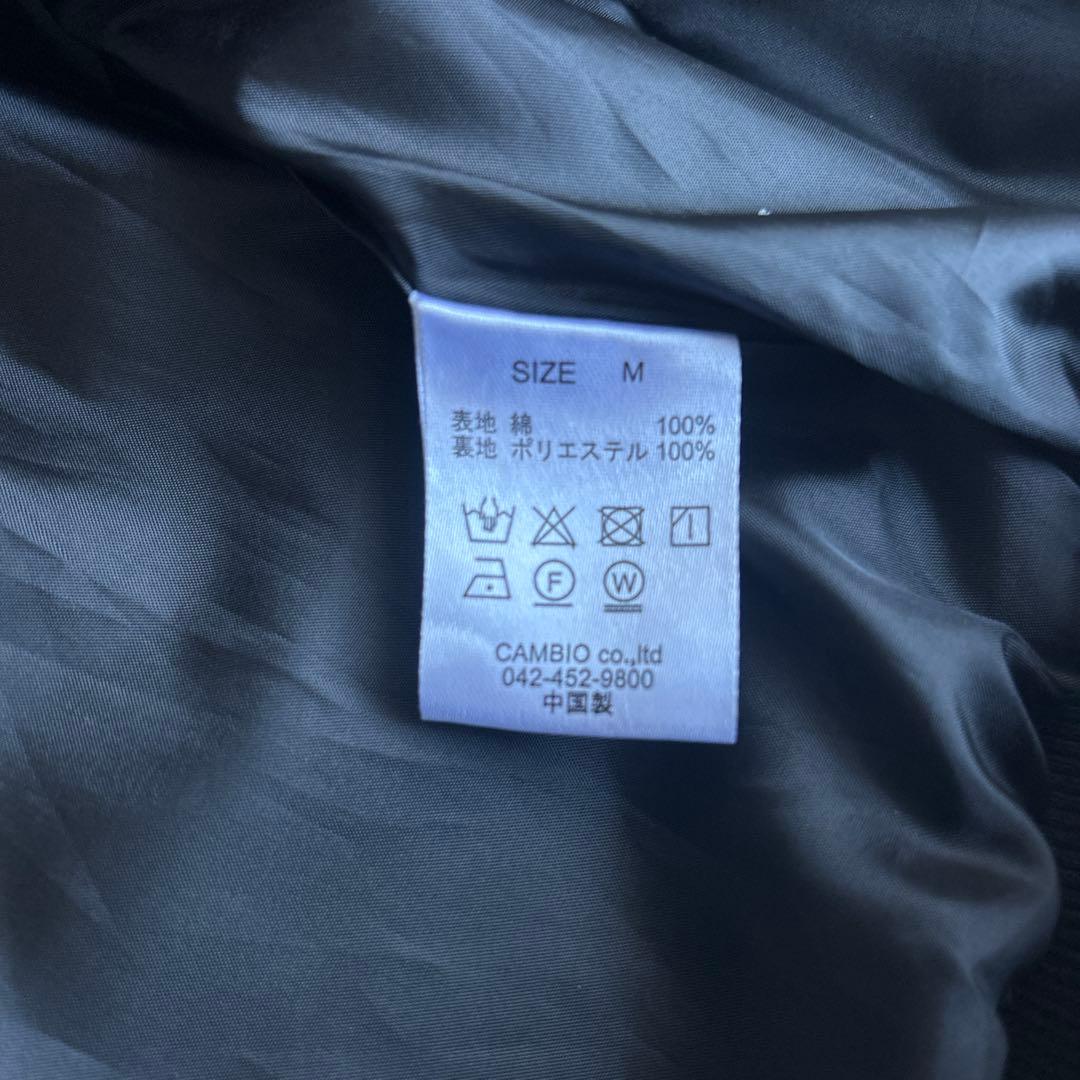 SIZE M
表地 綿 100%
裏地 ポリエステル 100%
F W
CAMBIO co.,ltd
042-452-9800
中国製